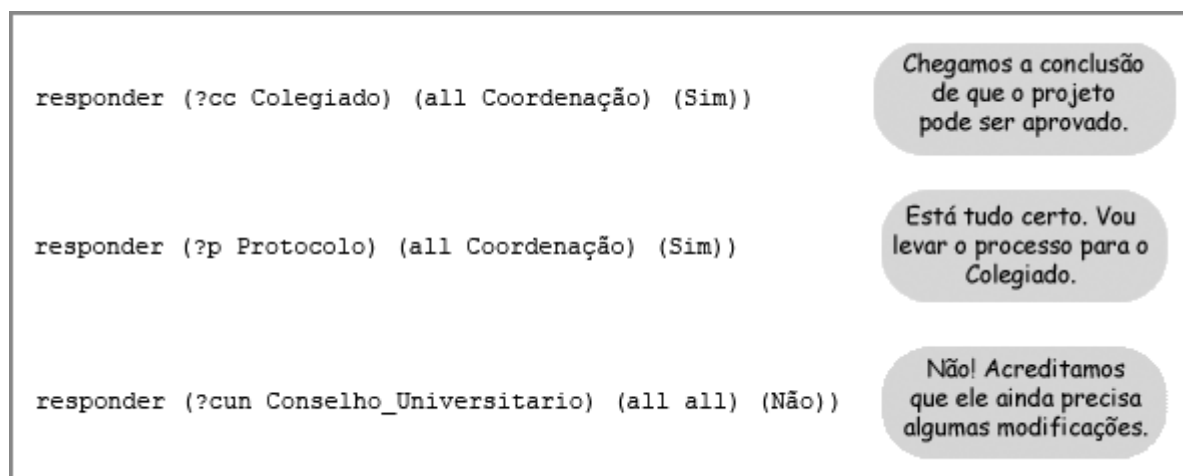 responder (?cc Colegiado) (all Coordenação) (Sim))
Chegamos a conclusão
de que o projeto
pode ser aprovado.
responder (?p Protocolo) (all Coordenação) (Sim))
Está tudo certo. Vou
levar o processo para o
Colegiado.
responder (?cun Conselho_Universitario) (all all) (Não))
Não! Acreditamos
que ele ainda precisa
algumas modificações.